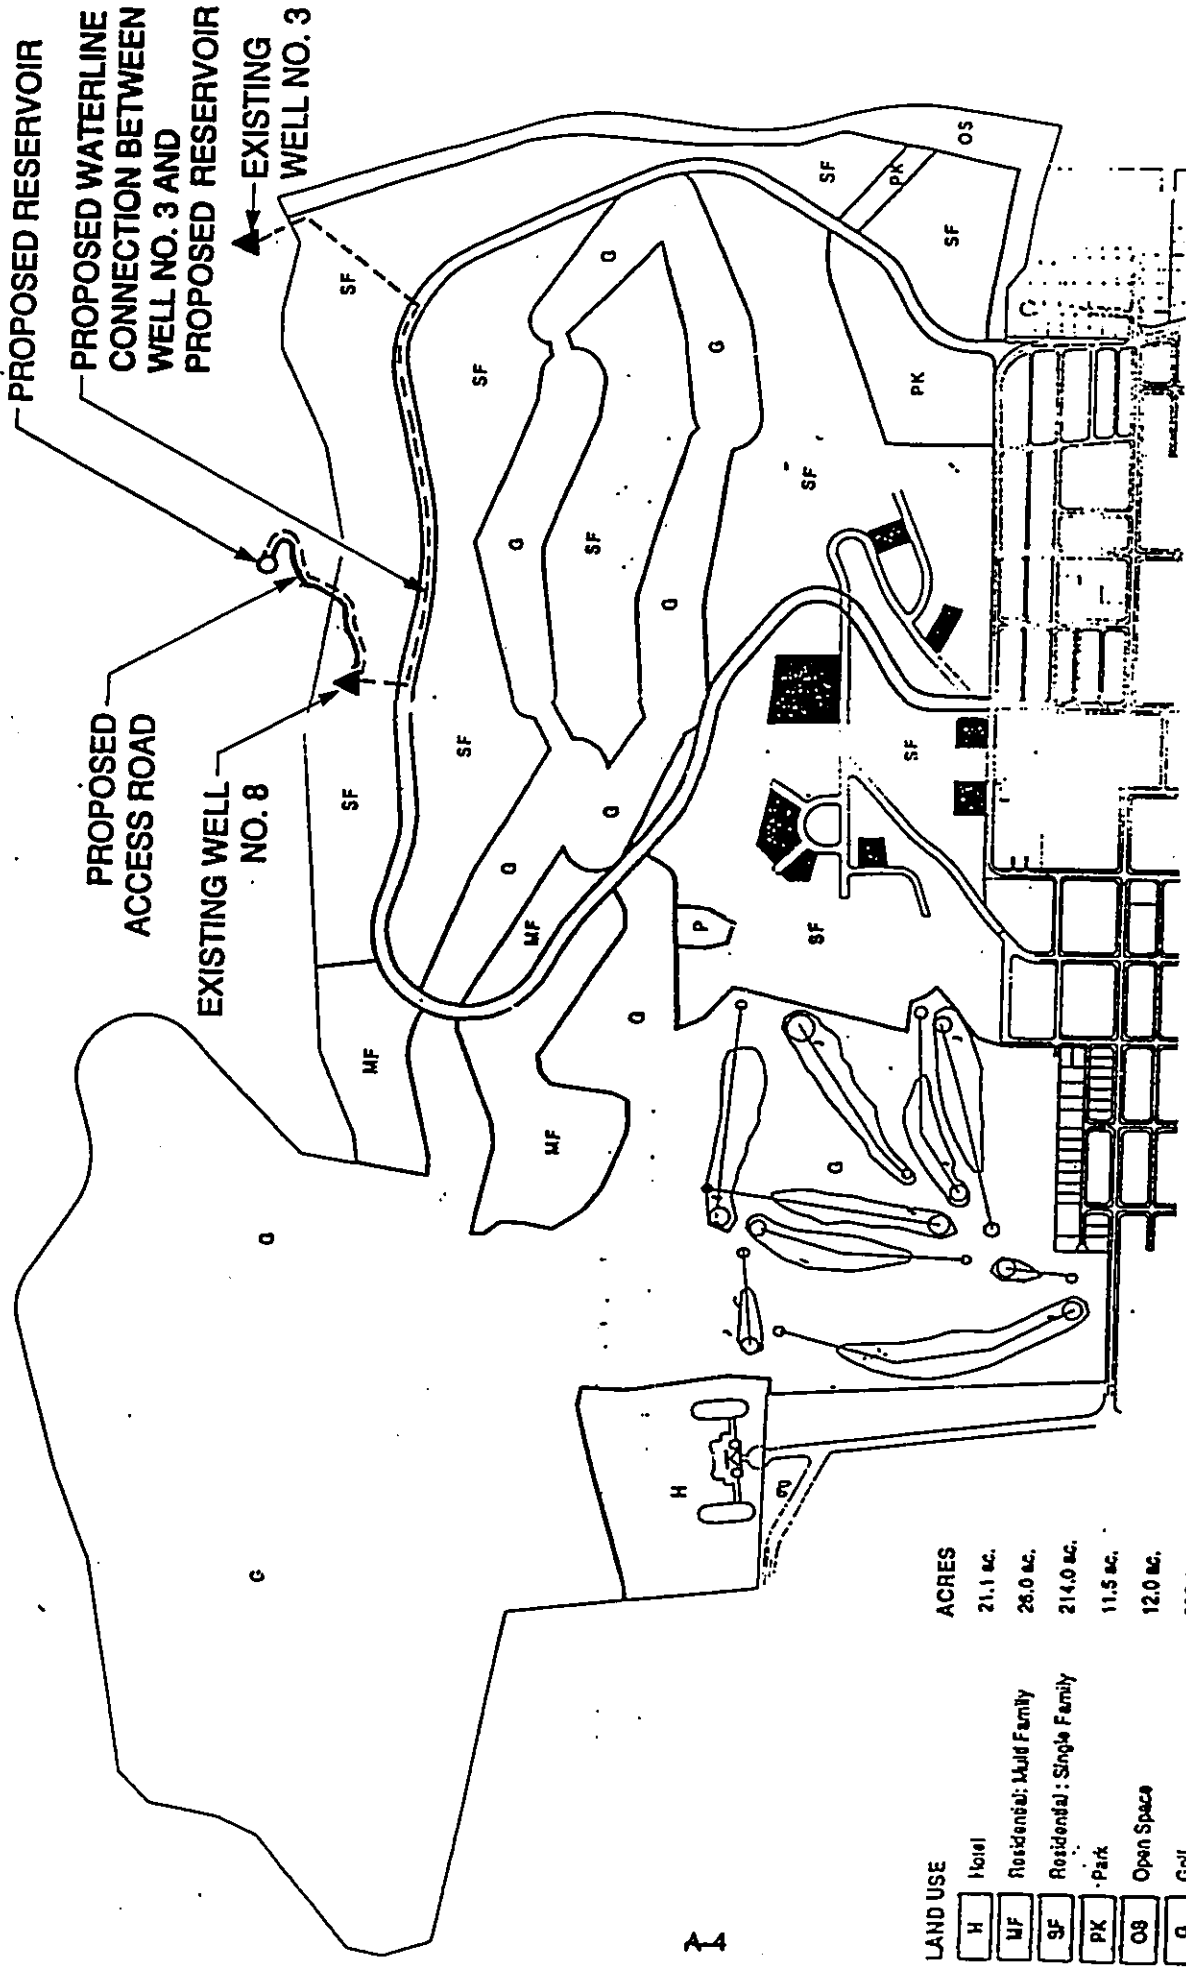 PROPOSED RESERVOIR
PROPOSED WATERLINE
CONNECTION BETWEEN
WELL NO. 3 AND
PROPOSED RESERVOIR
EXISTING
WELL NO. 3
PROPOSED
ACCESS ROAD
EXISTING WELL
NO. 8
SF
SF
SF
SF
SF
SF
SF
SF
SF
SF
SF
MF
MF
MF
G
G
G
G
G
G
G
G
G
G
G
PK
PK
OS
P
H
A-4
LAND USE
ACRES
H Hotel 21.1 ac.
MF Residential: Multi Family 26.0 ac.
SF Residential: Single Family 214.0 ac.
PK Park 11.5 ac.
OS Open Space 12.0 ac.
G Golf